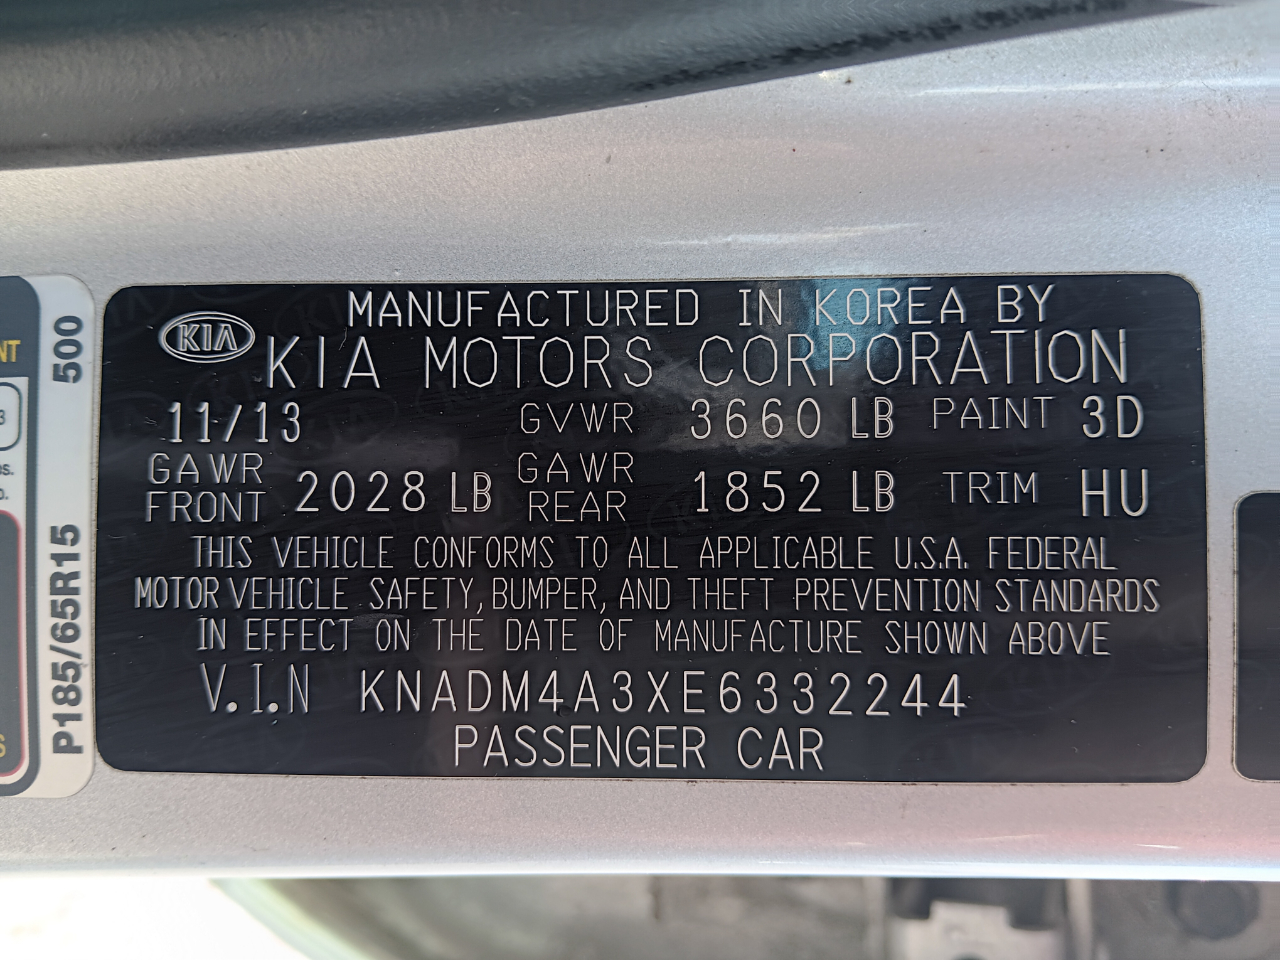 MANUFACTURED IN KOREA BY
KIA
KIA MOTORS CORPORATION
11/13 GVWR 3660 LB PAINT 3D
GAWR FRONT 2028 LB GAWR REAR 1852 LB TRIM HU
THIS VEHICLE CONFORMS TO ALL APPLICABLE U.S.A. FEDERAL
MOTOR VEHICLE SAFETY, BUMPER, AND THEFT PREVENTION STANDARDS
IN EFFECT ON THE DATE OF MANUFACTURE SHOWN ABOVE
V.I.N KNADM4A3XE6332244
PASSENGER CAR
P185/65R15 500